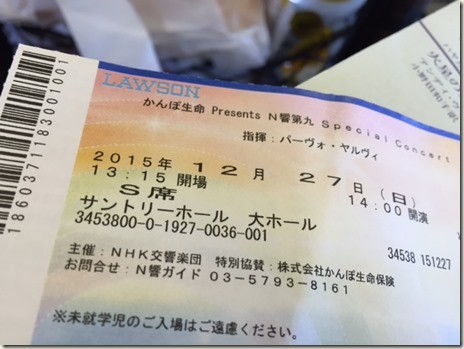 LAWSON
かんぽ生命 Presents N響第九 Special Concert
指揮：パーヴォ・ヤルヴィ
2015年 12月 27日（日）
13:15 開場 14:00 開演
S席
サントリーホール 大ホール
3453800-0-1927-0036-001
34538 151227
主催：NHK交響楽団 特別協賛：株式会社かんぽ生命保険
お問合せ：N響ガイド 03-5793-8161
※未就学児のご入場はご遠慮ください。
1860371183000 1001
火星の